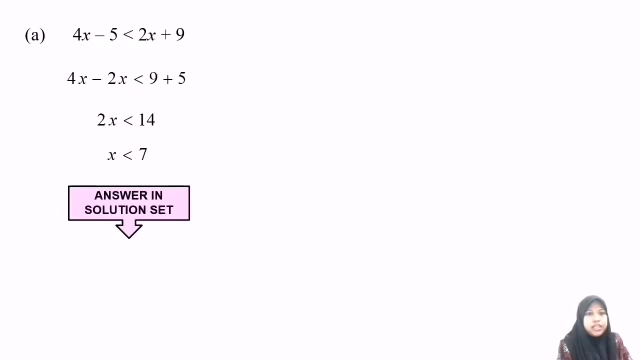 (a) 4x – 5 < 2x + 9
4x – 2x < 9 + 5
2x < 14
x < 7
ANSWER IN
SOLUTION SET